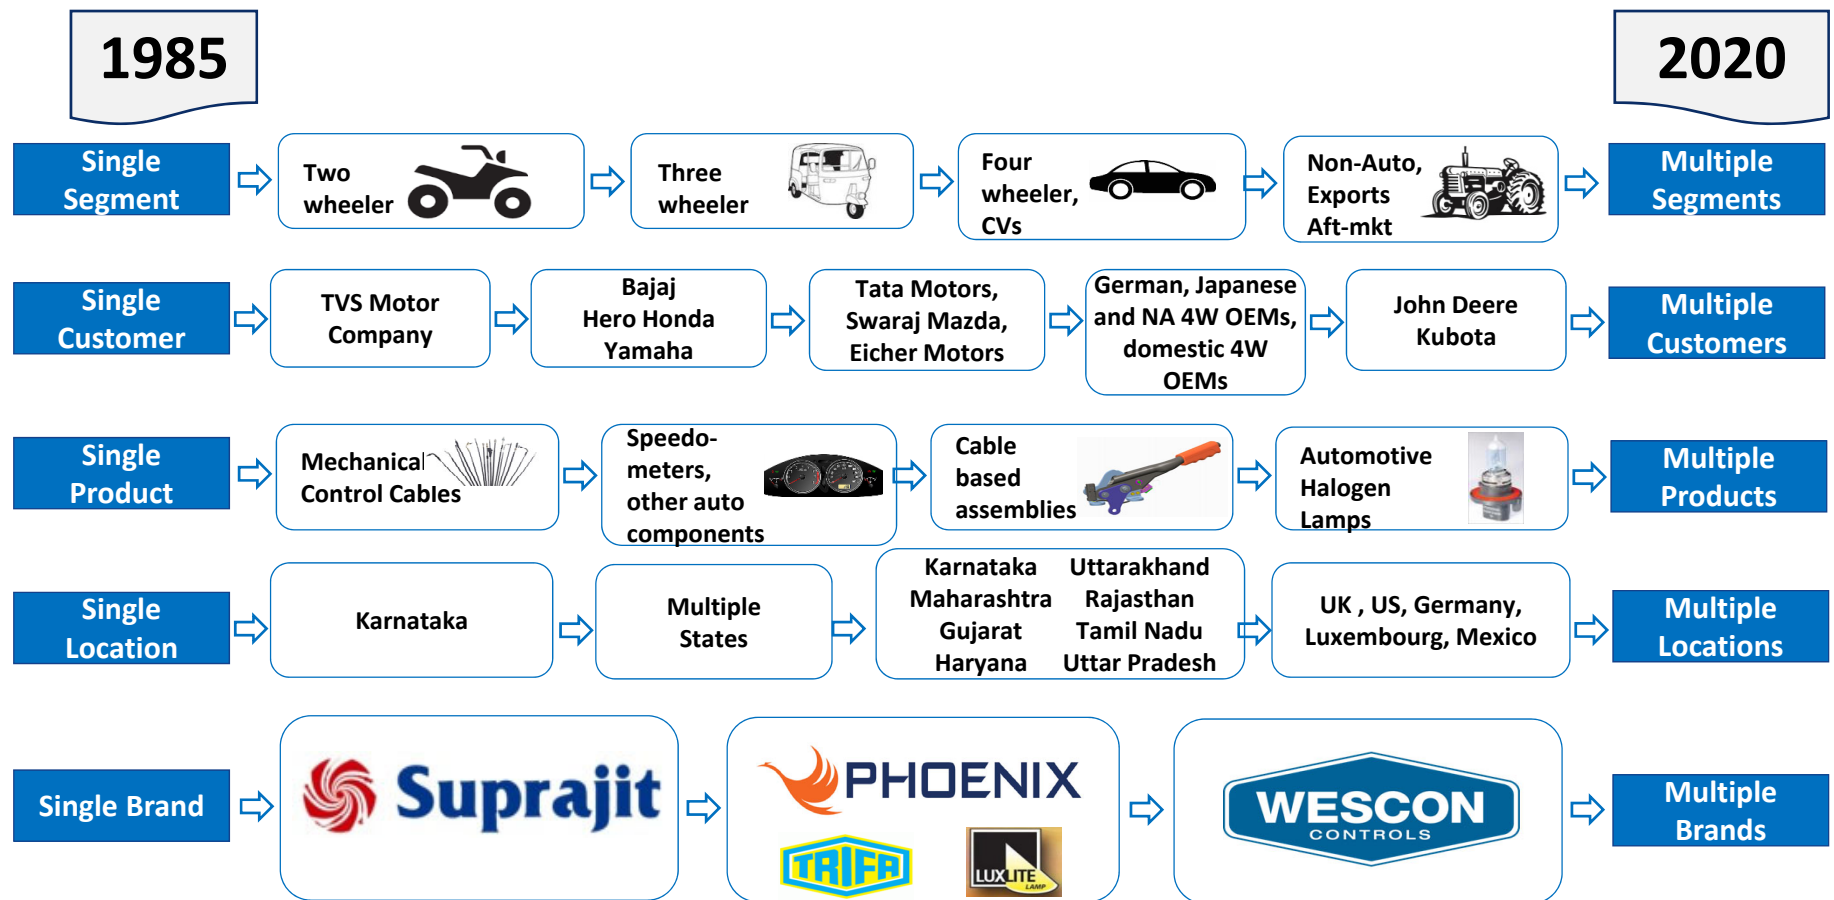 1985
2020
Single
Segment
Two
wheeler
Three
wheeler
Four
wheeler,
CVs
Non-Auto,
Exports
Aft-mkt
Multiple
Segments
Single
Customer
TVS Motor
Company
Bajaj
Hero Honda
Yamaha
Tata Motors,
Swaraj Mazda,
Eicher Motors
German, Japanese
and NA 4W OEMs,
domestic 4W
OEMs
John Deere
Kubota
Multiple
Customers
Single
Product
Mechanical
Control Cables
Speedo-
meters,
other auto
components
Cable
based
assemblies
Automotive
Halogen
Lamps
Multiple
Products
Single
Location
Karnataka
Multiple
States
Karnataka Uttarakhand
Maharashtra Rajasthan
Gujarat Tamil Nadu
Haryana Uttar Pradesh
UK , US, Germany,
Luxembourg, Mexico
Multiple
Locations
Single Brand
Suprajit
PHOENIX
TRIFA
LUXLITE
LAMP
WESCON
CONTROLS
Multiple
Brands